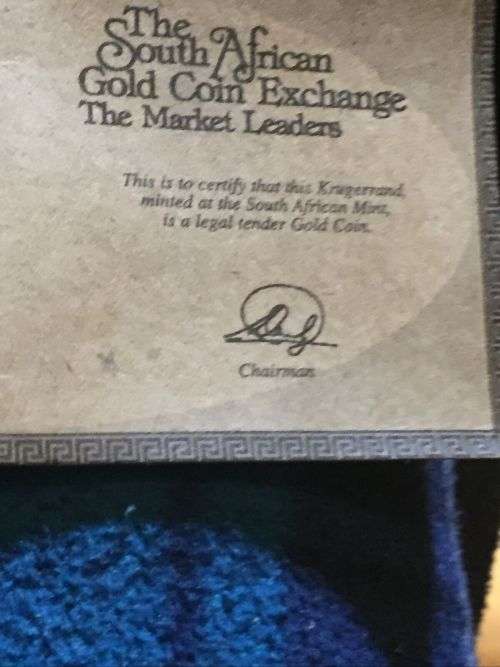 The
South African
Gold Coin Exchange
The Market Leaders
This is to certify that this Krugerrand,
minted at the South African Mint,
is a legal tender Gold Coin.
Chairman